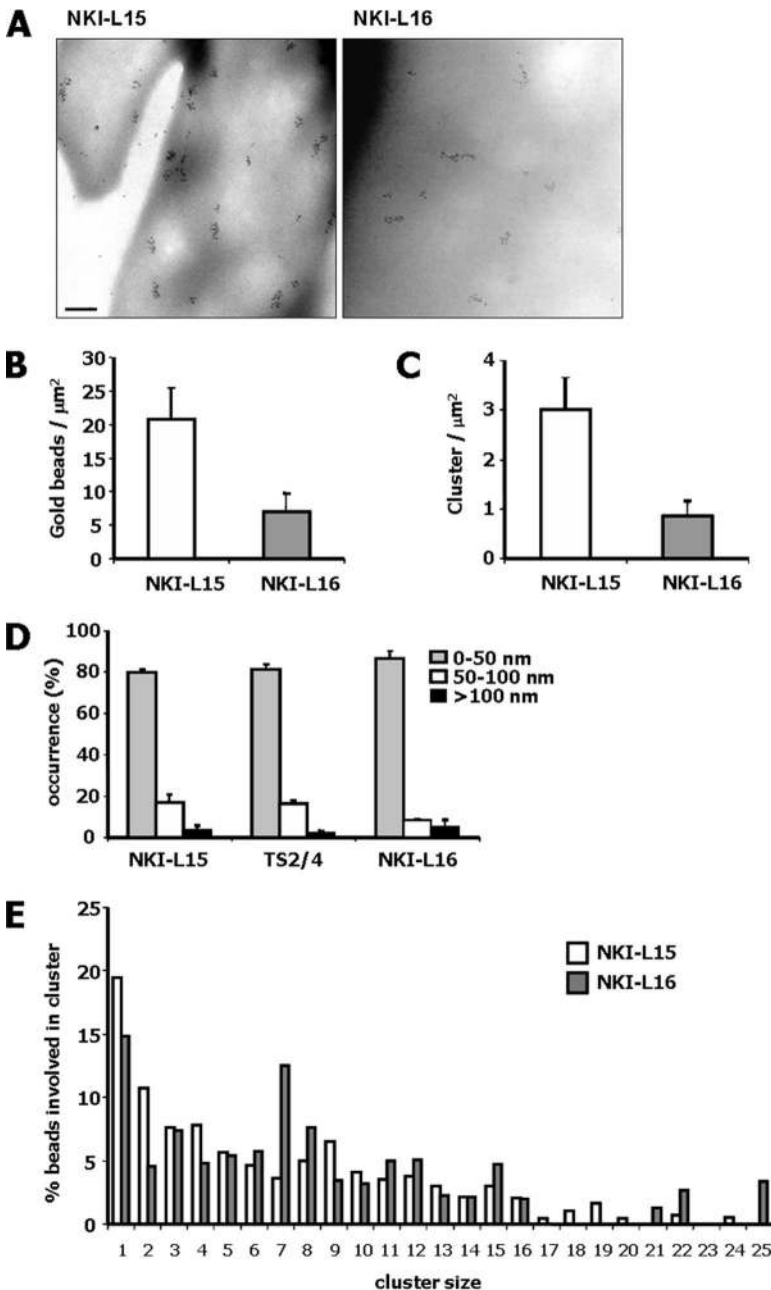 A
NKI-L15 NKI-L16
B
Gold beads / μm²
30
25
20
15
10
5
0
NKI-L15 NKI-L16
C
Cluster / μm²
4
3
2
1
0
NKI-L15 NKI-L16
D
occurrence (%)
100
80
60
40
20
0
0-50 nm
50-100 nm
>100 nm
NKI-L15 TS2/4 NKI-L16
E
% beads involved in cluster
25
20
15
10
5
0
NKI-L15
NKI-L16
1 2 3 4 5 6 7 8 9 10 11 12 13 14 15 16 17 18 19 20 21 22 23 24 25
cluster size